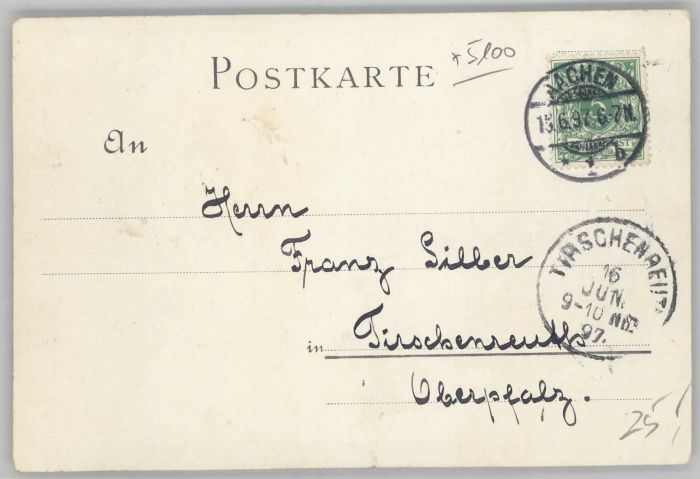 POSTKARTE
*5,100
AACHEN
15.6.97.6-7N.
* * b
An
Herrn
Franz Silber
TIRSCHENREUTH
16
JUN.
9-10 NM.
97.
in Tirschenreuth
Oberpfalz.
25,-